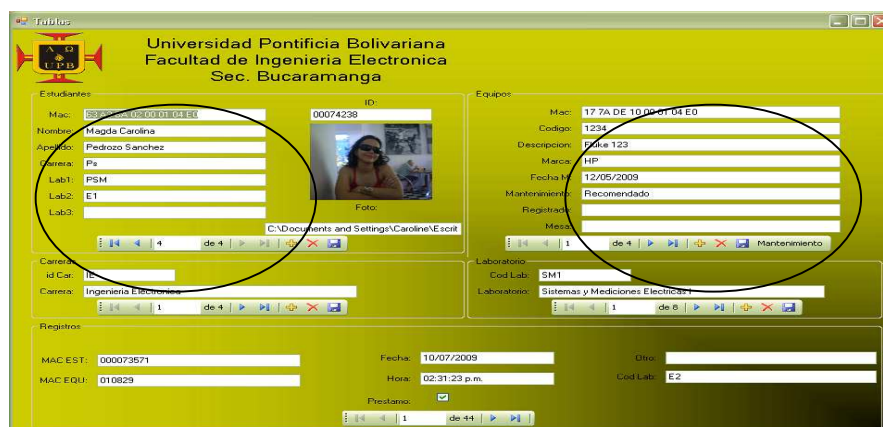 Tablas
Universidad Pontificia Bolivariana
Facultad de Ingenieria Electronica
Sec. Bucaramanga
Α Ω
UPB
Estudiantes
Mac:
ID:
00074238
Nombre: Magda Carolina
Apellido: Pedrozo Sanchez
Carrera: Ps
Lab1: PSM
Lab2: E1
Lab3:
Foto:
C:\Documents and Settings\Caroline\Escrit
4 de 4
Equipos
Mac: 17 7A DE 10 00 01 04 E0
Codigo: 1234
Descripcion: Fluke 123
Marca: HP
Fecha M: 12/05/2009
Mantenimiento: Recomendado
Registrado:
Mesa:
1 de 4 Mantenimiento
Carreras
id Car: IE
Carrera: Ingenieria Electronica
1 de 4
Laboratorio
Cod Lab: SM1
Laboratorio: Sistemas y Mediciones Electricas I
1 de 6
Registros
MAC EST: 000073571
MAC EQU: 010829
Fecha: 10/07/2009
Hora: 02:31:23 p.m.
Prestamo:
Otro:
Cod Lab: E2
1 de 44